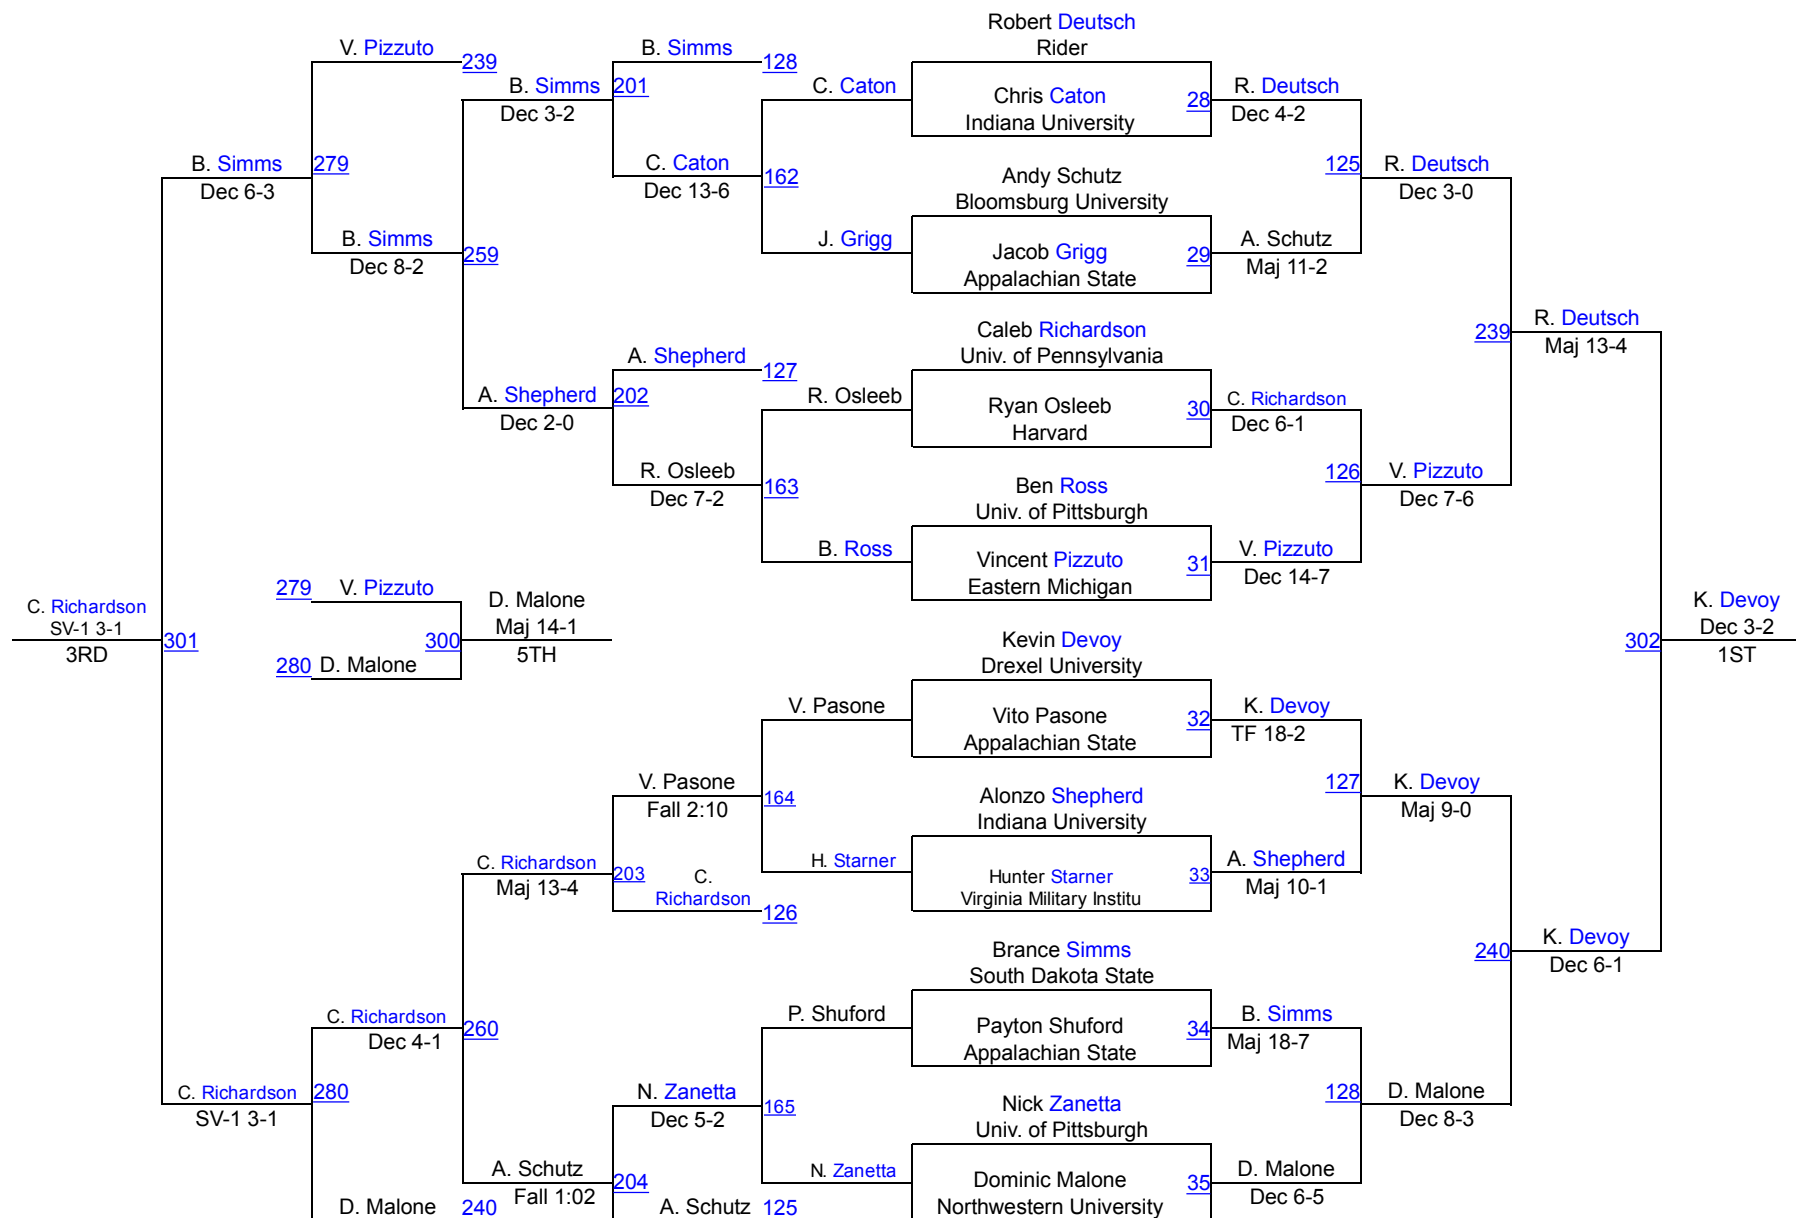 Robert Deutsch
Rider
V. Pizzuto
239
B. Simms
128
B. Simms
201
Dec 3-2
C. Caton
Chris Caton
Indiana University
28
R. Deutsch
Dec 4-2
B. Simms
279
Dec 6-3
C. Caton
162
Dec 13-6
Andy Schutz
Bloomsburg University
125
R. Deutsch
Dec 3-0
B. Simms
259
Dec 8-2
J. Grigg
Jacob Grigg
Appalachian State
29
A. Schutz
Maj 11-2
Caleb Richardson
Univ. of Pennsylvania
239
R. Deutsch
Maj 13-4
A. Shepherd
127
A. Shepherd
202
Dec 2-0
R. Osleeb
Ryan Osleeb
Harvard
30
C. Richardson
Dec 6-1
R. Osleeb
163
Dec 7-2
Ben Ross
Univ. of Pittsburgh
126
V. Pizzuto
Dec 7-6
B. Ross
Vincent Pizzuto
Eastern Michigan
31
V. Pizzuto
Dec 14-7
279
V. Pizzuto
C. Richardson
SV-1 3-1
3RD
301
300
D. Malone
Maj 14-1
5TH
280
D. Malone
Kevin Devoy
Drexel University
302
K. Devoy
Dec 3-2
1ST
V. Pasone
Vito Pasone
Appalachian State
32
K. Devoy
TF 18-2
V. Pasone
164
Fall 2:10
Alonzo Shepherd
Indiana University
127
K. Devoy
Maj 9-0
C. Richardson
203
Maj 13-4
C.
Richardson
126
H. Starner
Hunter Starner
Virginia Military Institu
33
A. Shepherd
Maj 10-1
Brance Simms
South Dakota State
240
K. Devoy
Dec 6-1
C. Richardson
260
Dec 4-1
P. Shuford
Payton Shuford
Appalachian State
34
B. Simms
Maj 18-7
C. Richardson
280
SV-1 3-1
N. Zanetta
165
Dec 5-2
Nick Zanetta
Univ. of Pittsburgh
128
D. Malone
Dec 8-3
A. Schutz
204
Fall 1:02
N. Zanetta
Dominic Malone
Northwestern University
35
D. Malone
Dec 6-5
D. Malone
240
A. Schutz
125